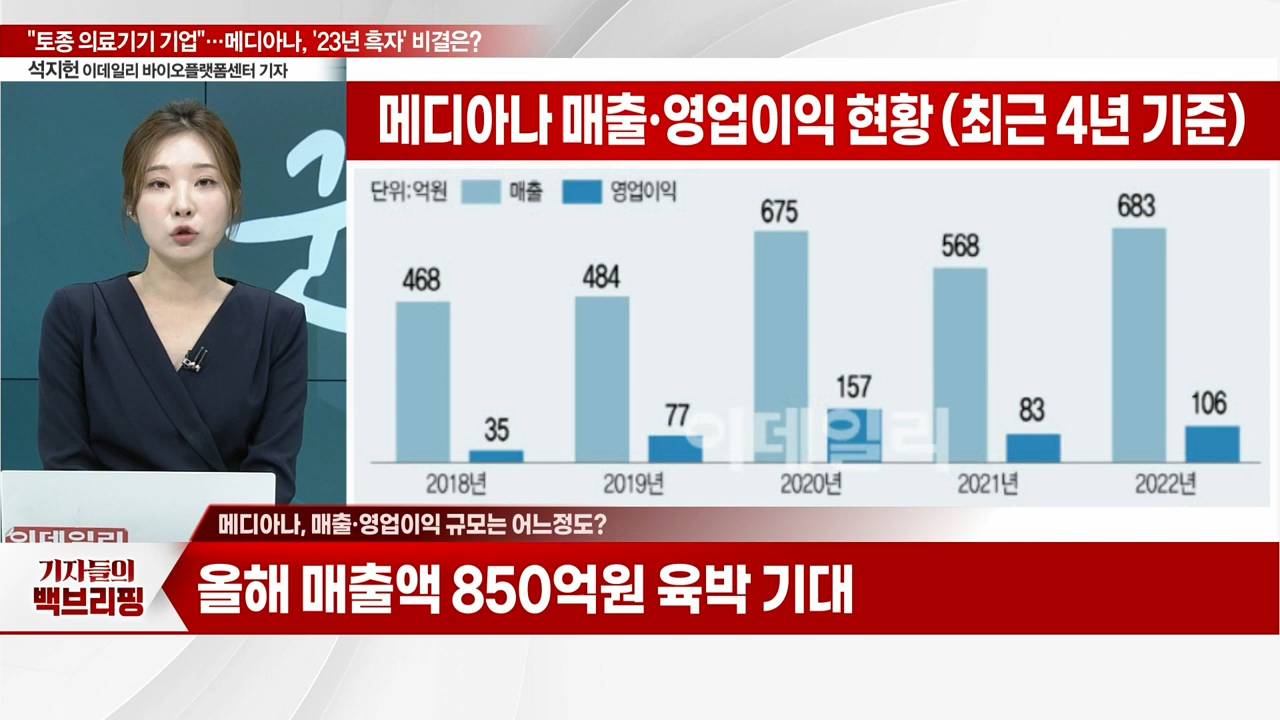 "토종 의료기기 기업"…메디아나, '23년 흑자' 비결은?
석지헌 이데일리 바이오플랫폼센터 기자
메디아나 매출·영업이익 현황 (최근 4년 기준)
단위:억원 매출 영업이익
468 35 484 77 675 157 568 83 683 106
이데일리
2018년 2019년 2020년 2021년 2022년
이데일리
메디아나, 매출·영업이익 규모는 어느정도?
기자들의
백브리핑
올해 매출액 850억원 육박 기대